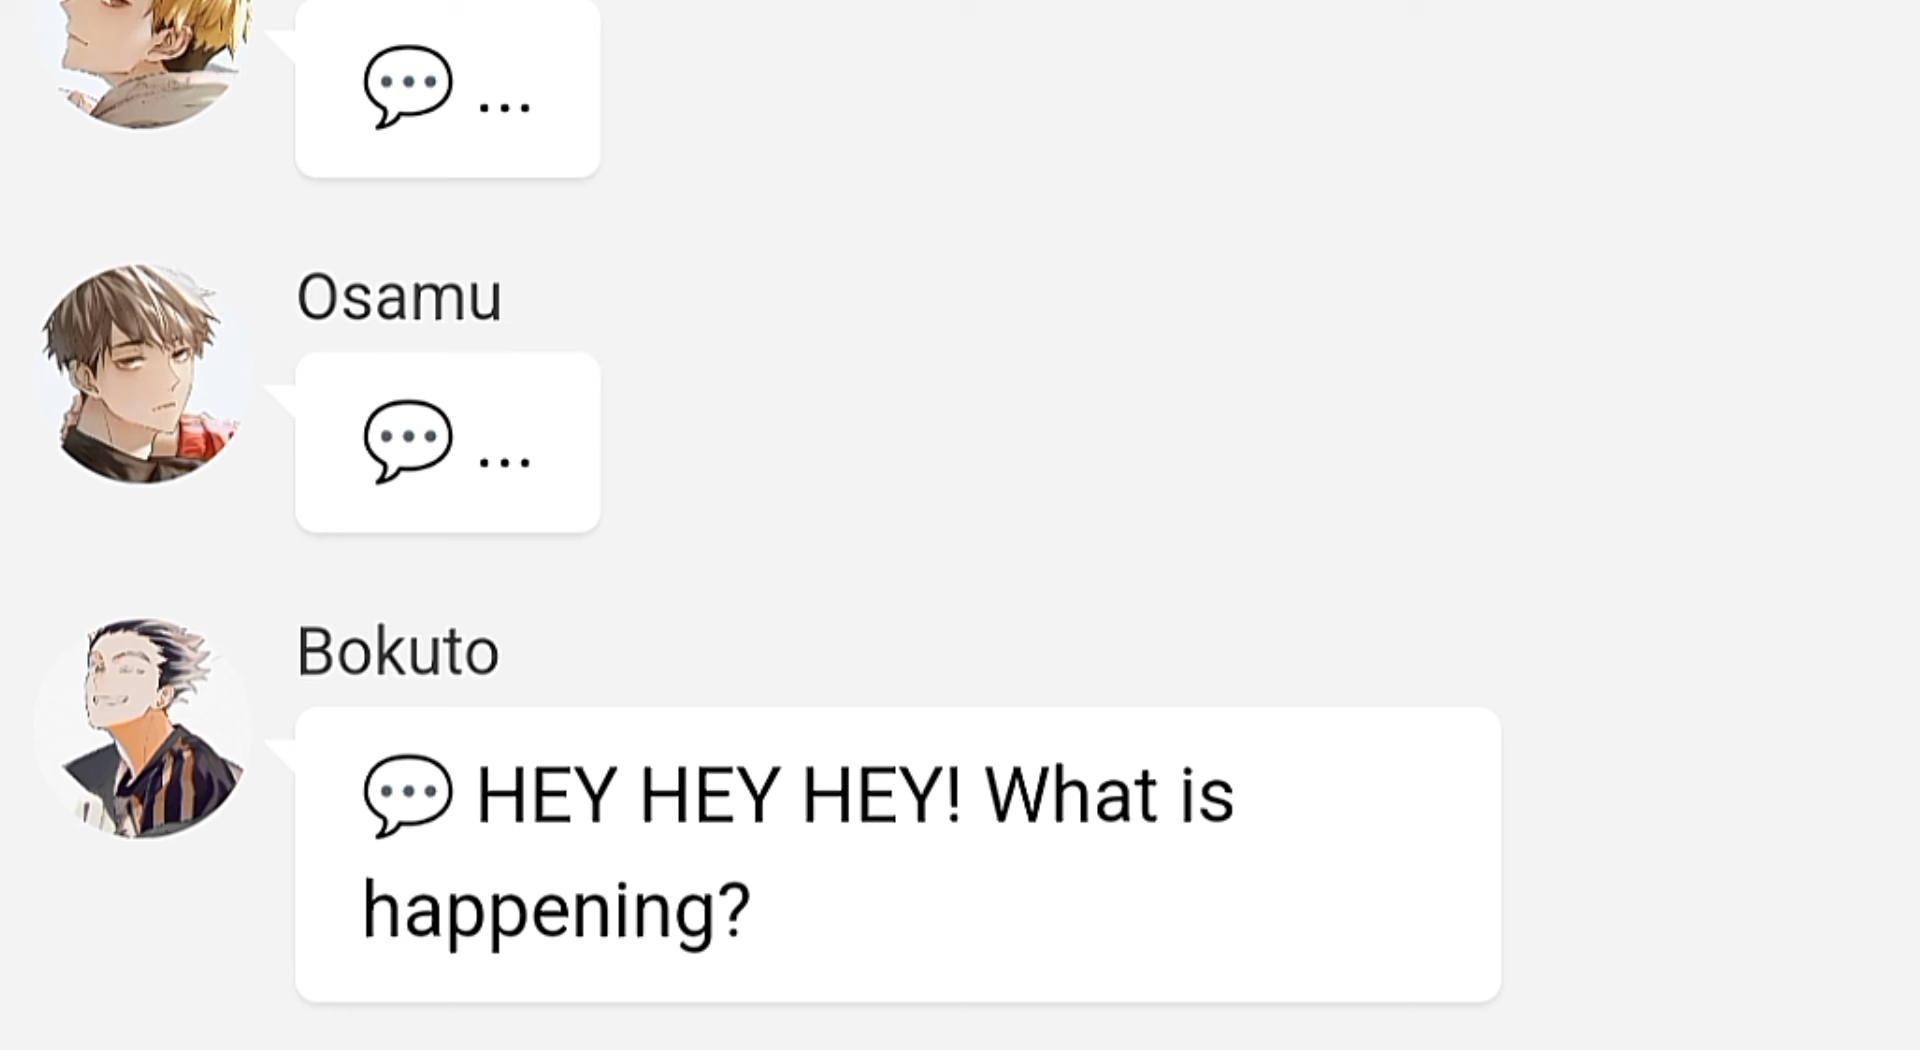 💬 ...
Osamu
💬 ...
Bokuto
💬 HEY HEY HEY! What is
happening?